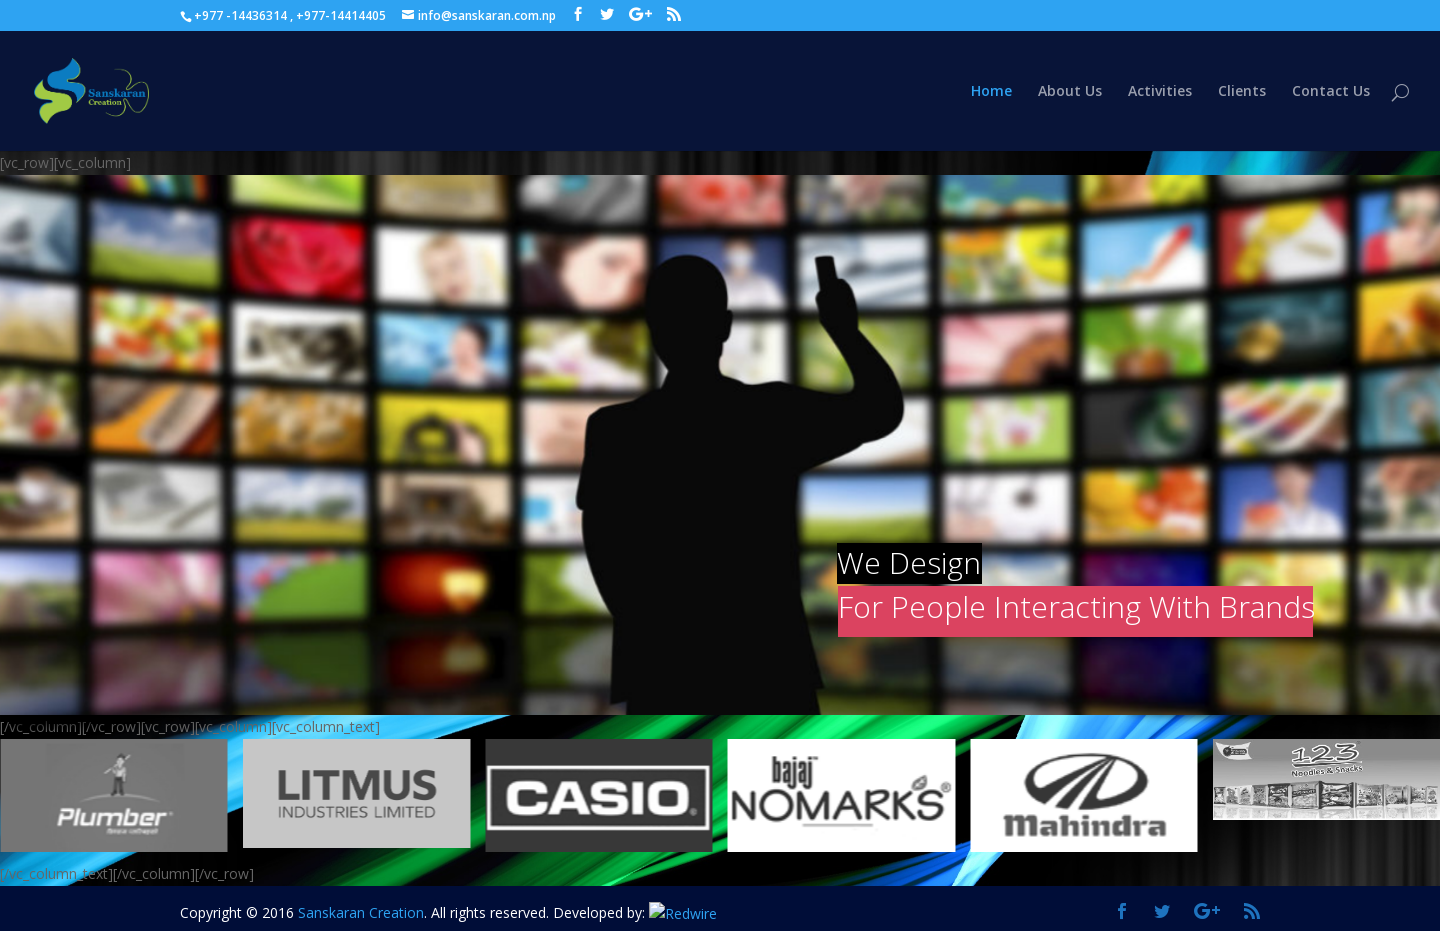 +977 -14436314 , +977-14414405 info@sanskaran.com.np
Sanskaran
Creation
Home About Us Activities Clients Contact Us
[vc_row][vc_column]
We Design
For People Interacting With Brands
[/vc_column][/vc_row][vc_row][vc_column][vc_column_text]
Plumber
LITMUS
INDUSTRIES LIMITED
CASIO
bajaj
NOMARKS
Mahindra
123
Noodles & Snacks
[/vc_column_text][/vc_column][/vc_row]
Copyright © 2016 Sanskaran Creation. All rights reserved. Developed by: Redwire